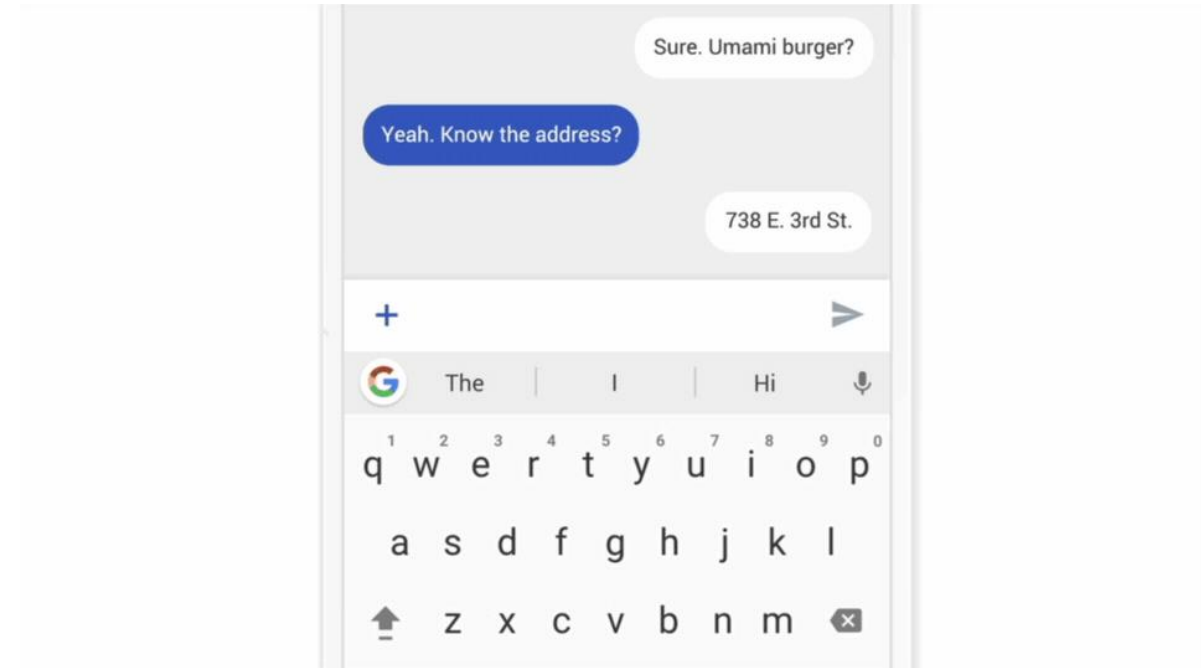 Sure. Umami burger?
Yeah. Know the address?
738 E. 3rd St.
+
G The I Hi
1 2 3 4 5 6 7 8 9 0
q w e r t y u i o p
a s d f g h j k l
z x c v b n m